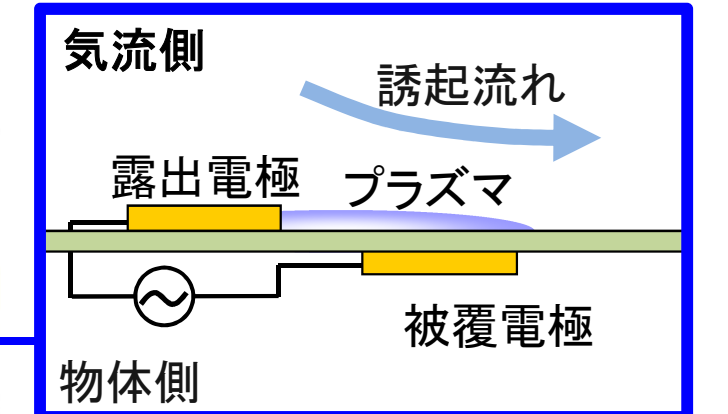 気流側
誘起流れ
露出電極
プラズマ
被覆電極
物体側